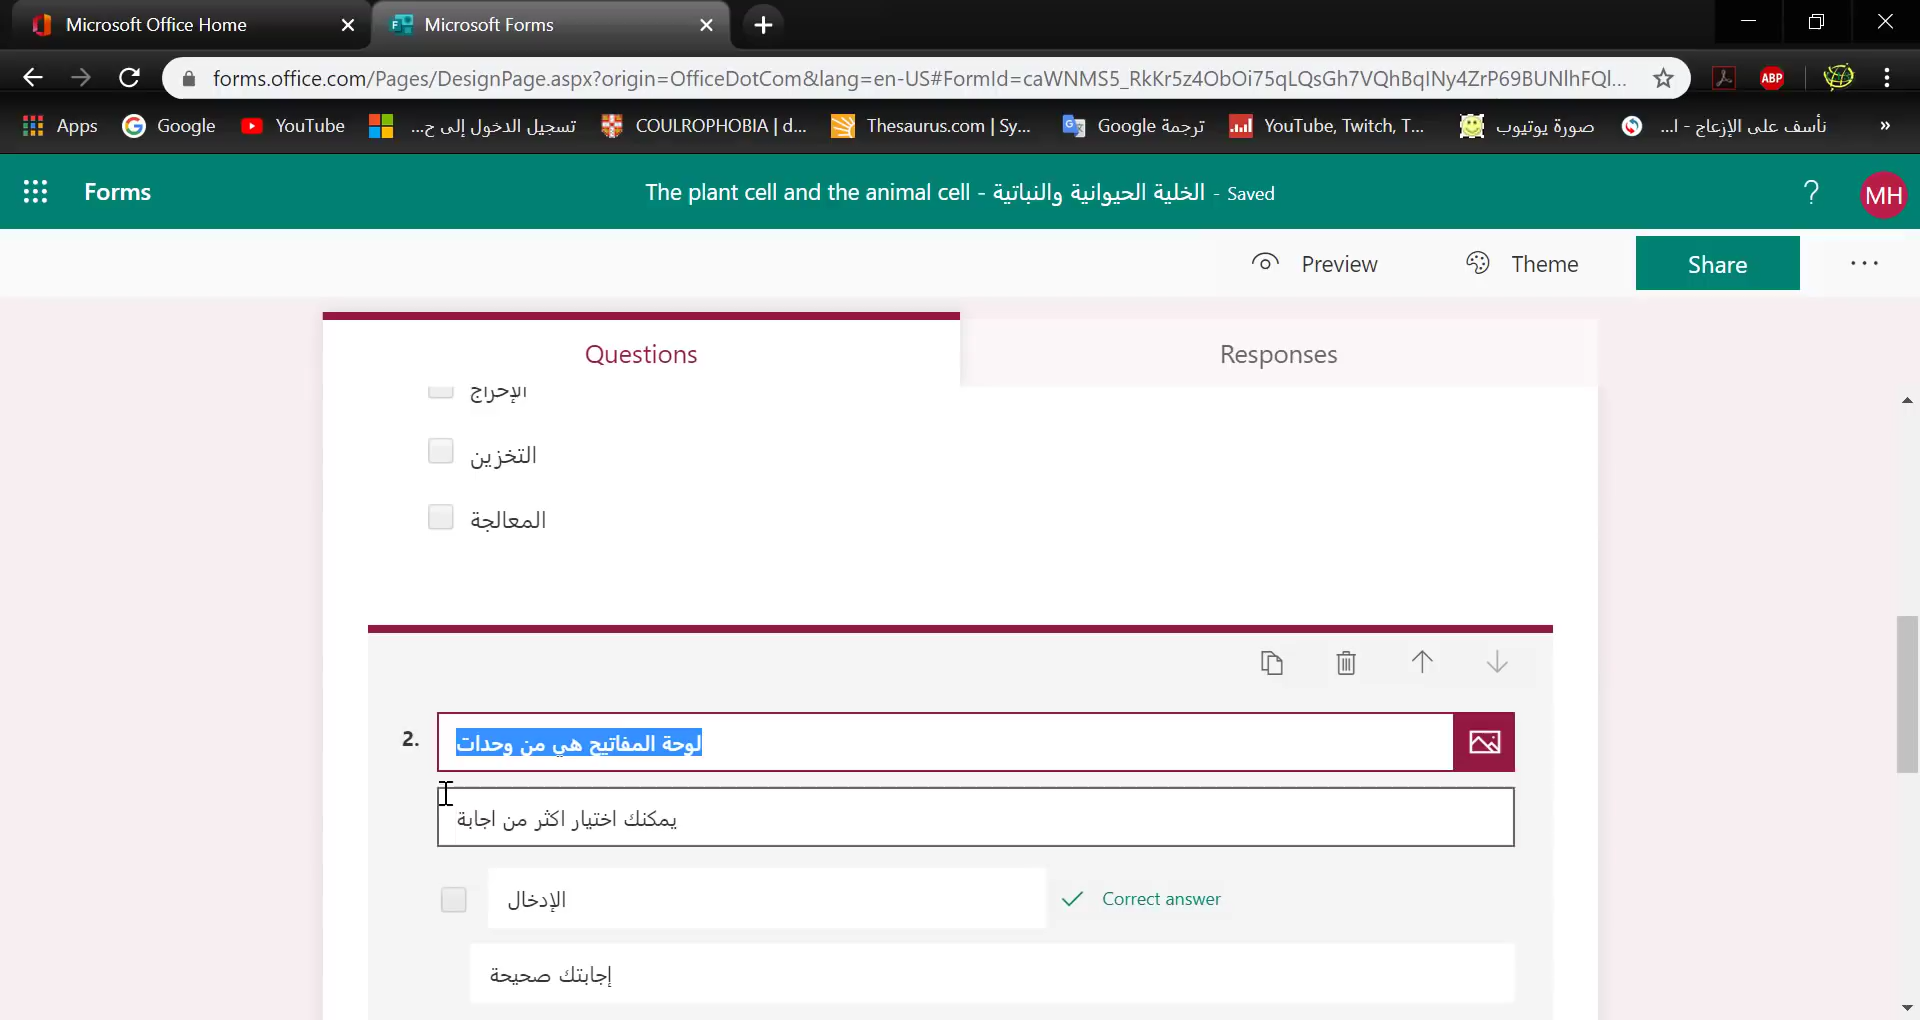 Microsoft Office Home
Microsoft Forms
forms.office.com/Pages/DesignPage.aspx?origin=OfficeDotCom&lang=en-US#FormId=caWNMS5_RkKr5z4ObOi75qLQsGh7VQhBqINy4ZrP69BUNlhFQl...
ABP
Apps
Google
YouTube
تسجيل الدخول إلى ح...
COULROPHOBIA | d...
Thesaurus.com | Sy...
ترجمة Google
YouTube, Twitch, T...
صورة يوتيوب
نأسف على الإزعاج - ا...
»
Forms
The plant cell and the animal cell - الخلية الحيوانية والنباتية - Saved
?
MH
Preview
Theme
Share
...
Questions
Responses
الإخراج
التخزين
المعالجة
2.
لوحة المفاتيح هي من وحدات
يمكنك اختيار اكثر من اجابة
الإدخال
Correct answer
إجابتك صحيحة